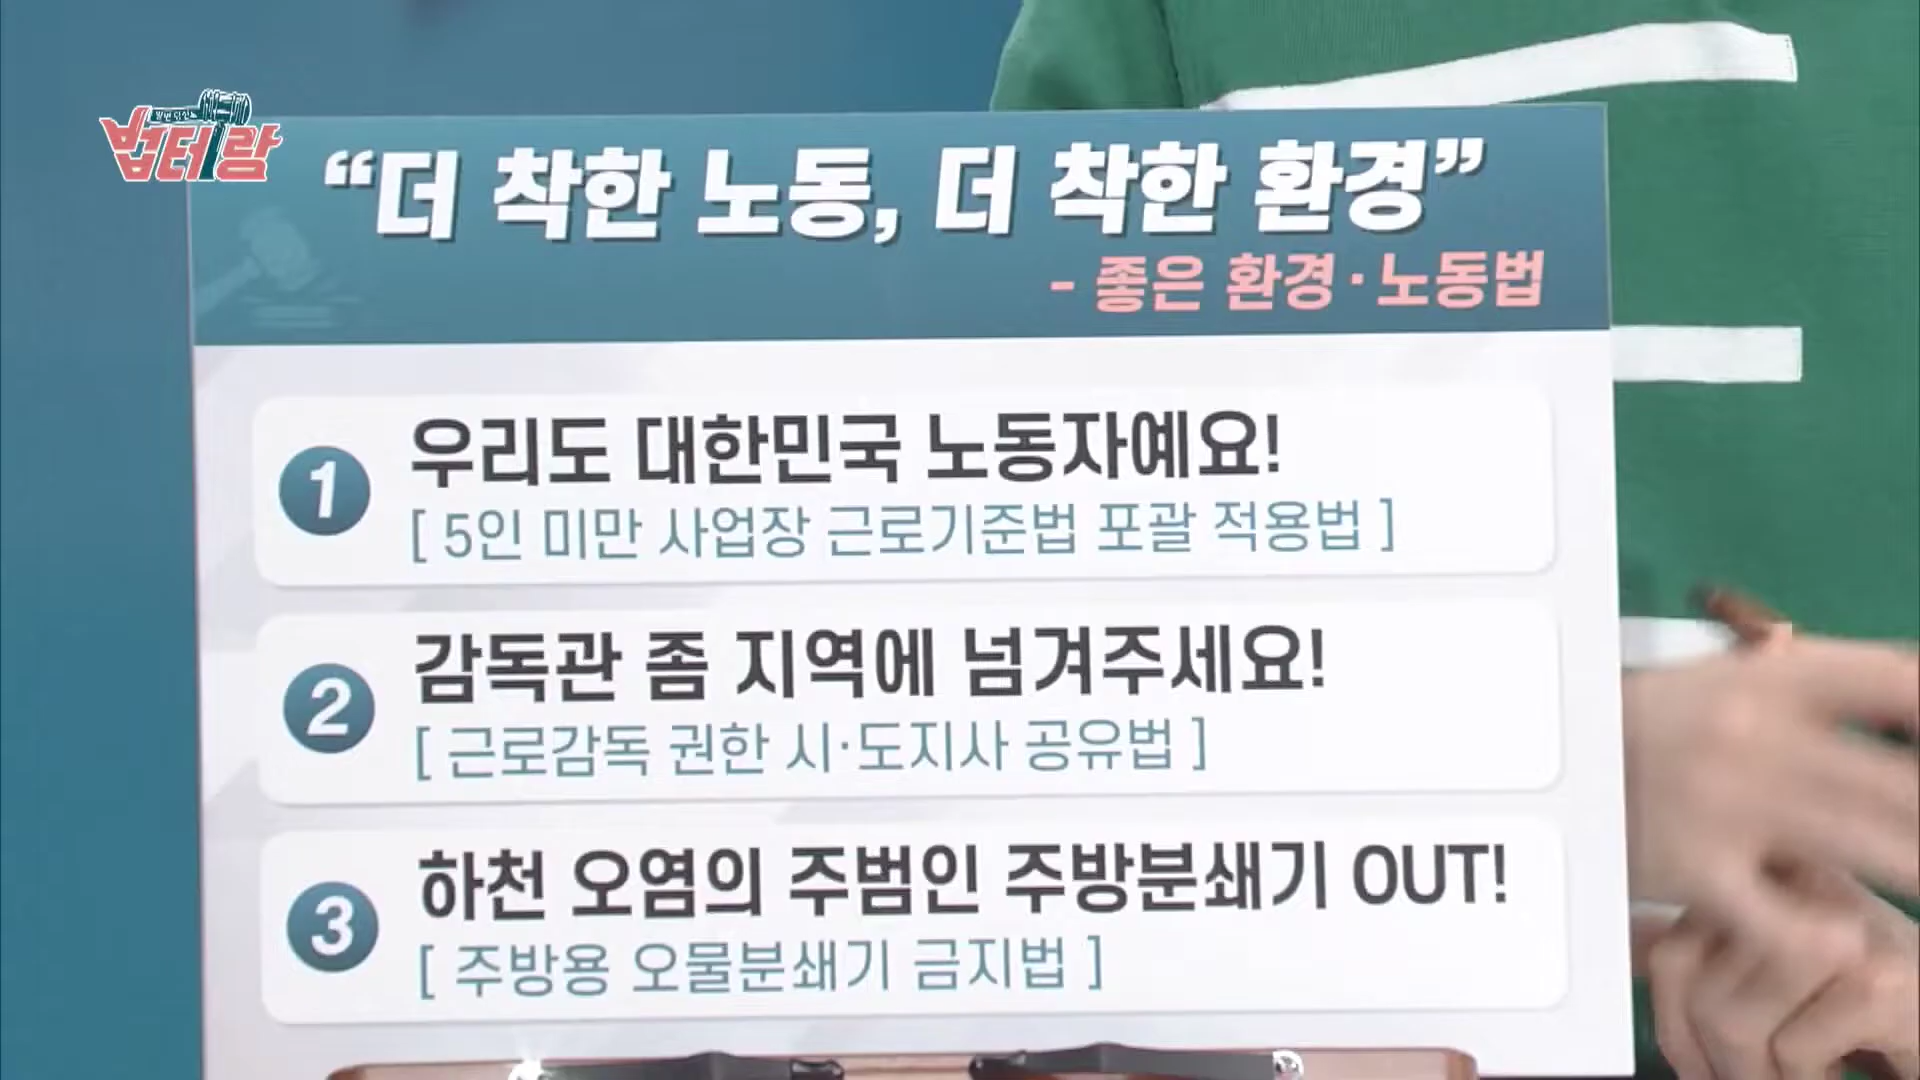 법터랑
“더 착한 노동, 더 착한 환경”
- 좋은 환경·노동법
1 우리도 대한민국 노동자예요!
[ 5인 미만 사업장 근로기준법 포괄 적용법 ]
2 감독관 좀 지역에 넘겨주세요!
[ 근로감독 권한 시·도지사 공유법 ]
3 하천 오염의 주범인 주방분쇄기 OUT!
[ 주방용 오물분쇄기 금지법 ]